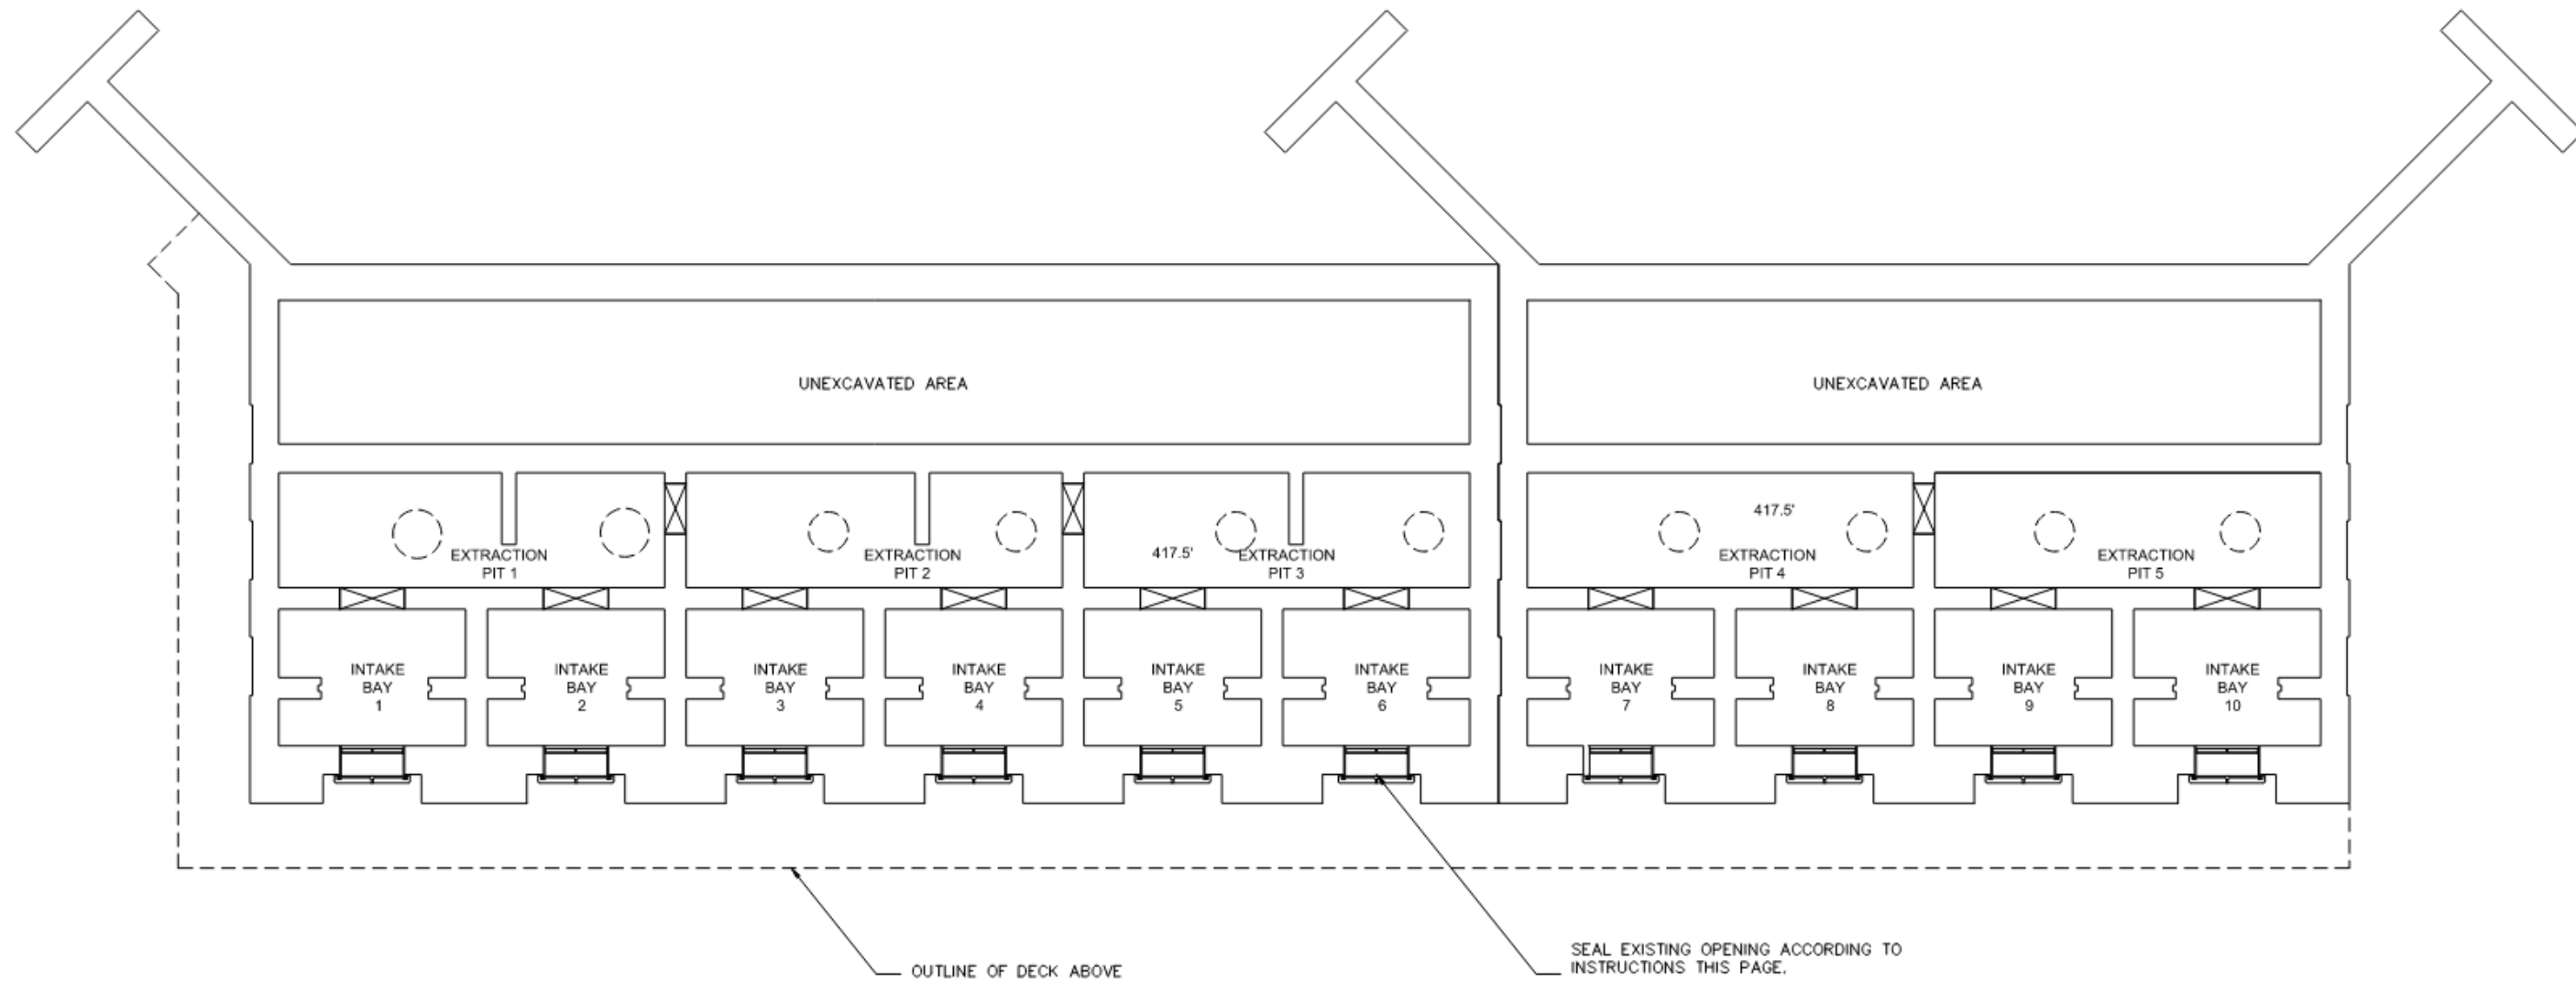 UNEXCAVATED AREA
UNEXCAVATED AREA
417.5'
417.5'
EXTRACTION
PIT 1
EXTRACTION
PIT 2
EXTRACTION
PIT 3
EXTRACTION
PIT 4
EXTRACTION
PIT 5
INTAKE
BAY
1
INTAKE
BAY
2
INTAKE
BAY
3
INTAKE
BAY
4
INTAKE
BAY
5
INTAKE
BAY
6
INTAKE
BAY
7
INTAKE
BAY
8
INTAKE
BAY
9
INTAKE
BAY
10
OUTLINE OF DECK ABOVE
SEAL EXISTING OPENING ACCORDING TO
INSTRUCTIONS THIS PAGE.